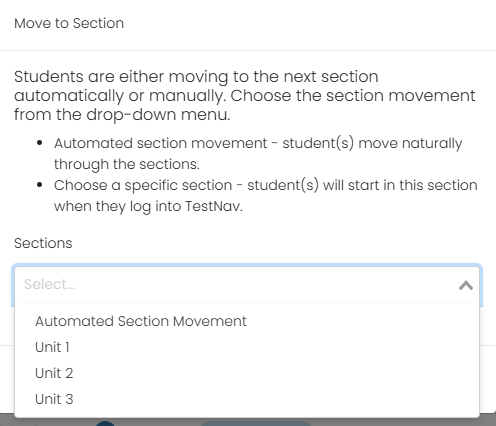 Move to Section
Students are either moving to the next section
automatically or manually. Choose the section movement
from the drop-down menu.
• Automated section movement - student(s) move naturally
through the sections.
• Choose a specific section - student(s) will start in this section
when they log into TestNav.
Sections
Select...
Automated Section Movement
Unit 1
Unit 2
Unit 3